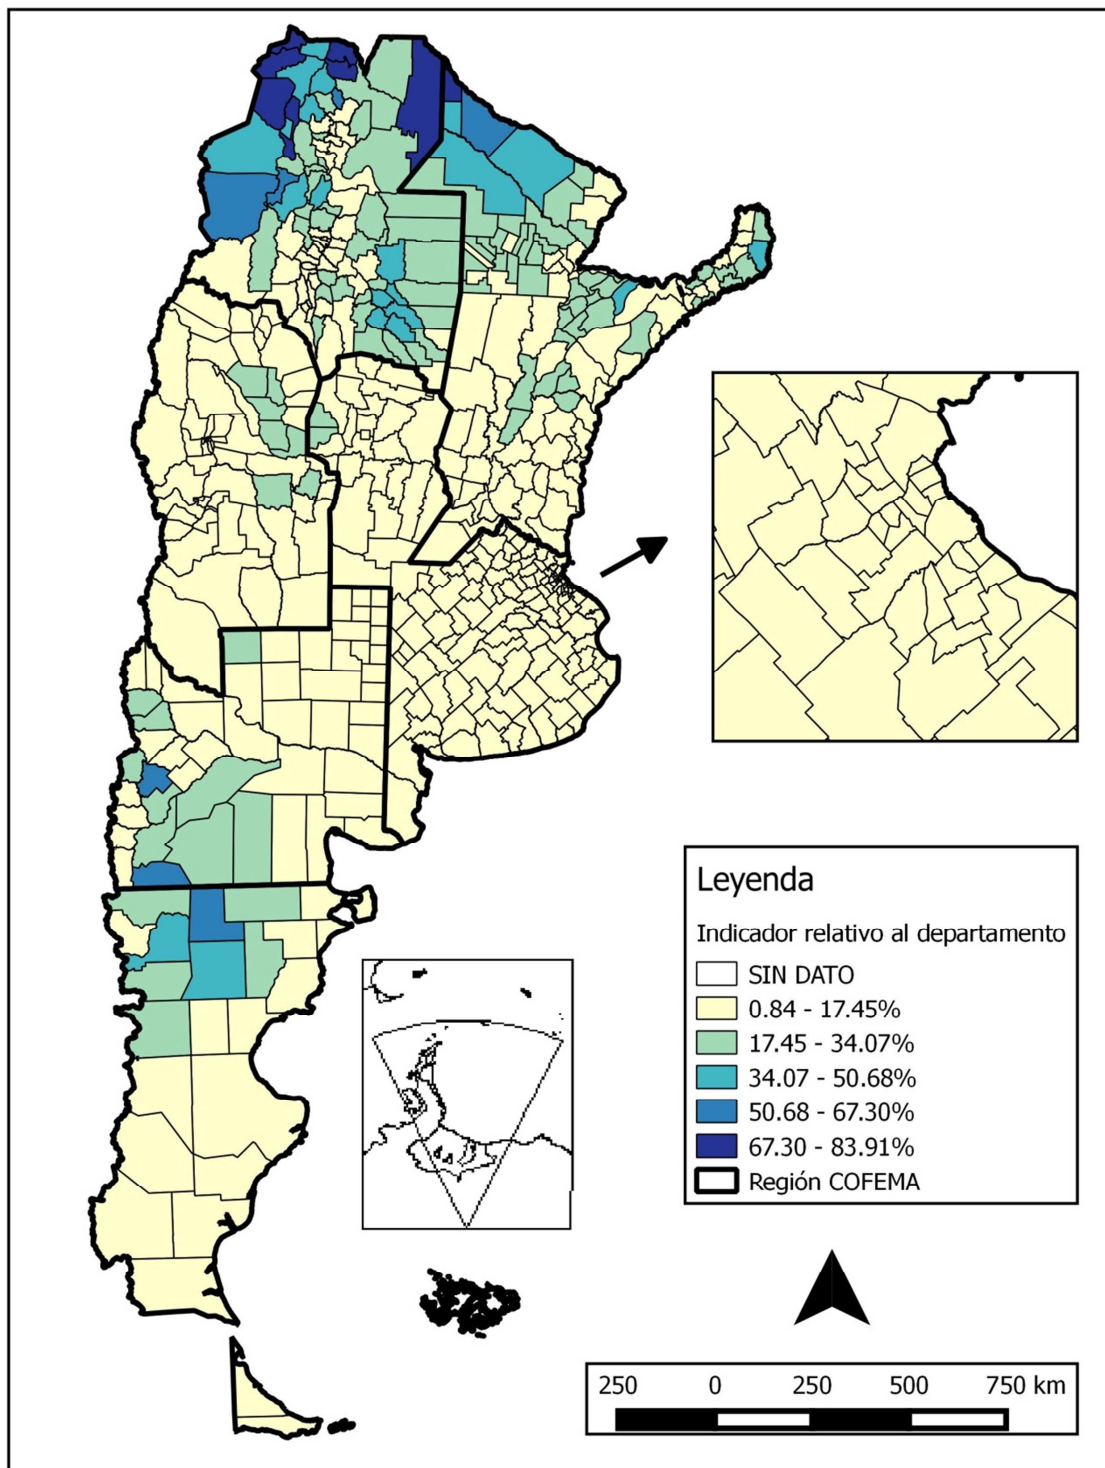 Leyenda
Indicador relativo al departamento
SIN DATO
0.84 - 17.45%
17.45 - 34.07%
34.07 - 50.68%
50.68 - 67.30%
67.30 - 83.91%
Región COFEMA
250 0 250 500 750 km